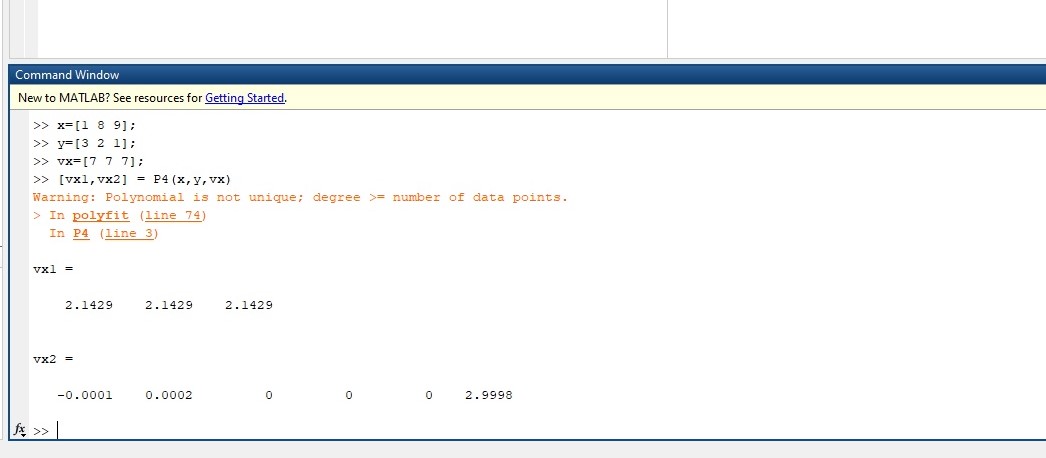 Command Window
New to MATLAB? See resources for Getting Started.
>> x=[1 8 9];
>> y=[3 2 1];
>> vx=[7 7 7];
>> [vx1,vx2] = P4(x,y,vx)
Warning: Polynomial is not unique; degree >= number of data points.
> In polyfit (line 74)
  In P4 (line 3)
vx1 =
2.1429 2.1429 2.1429
vx2 =
-0.0001 0.0002 0 0 0 2.9998
fx >>